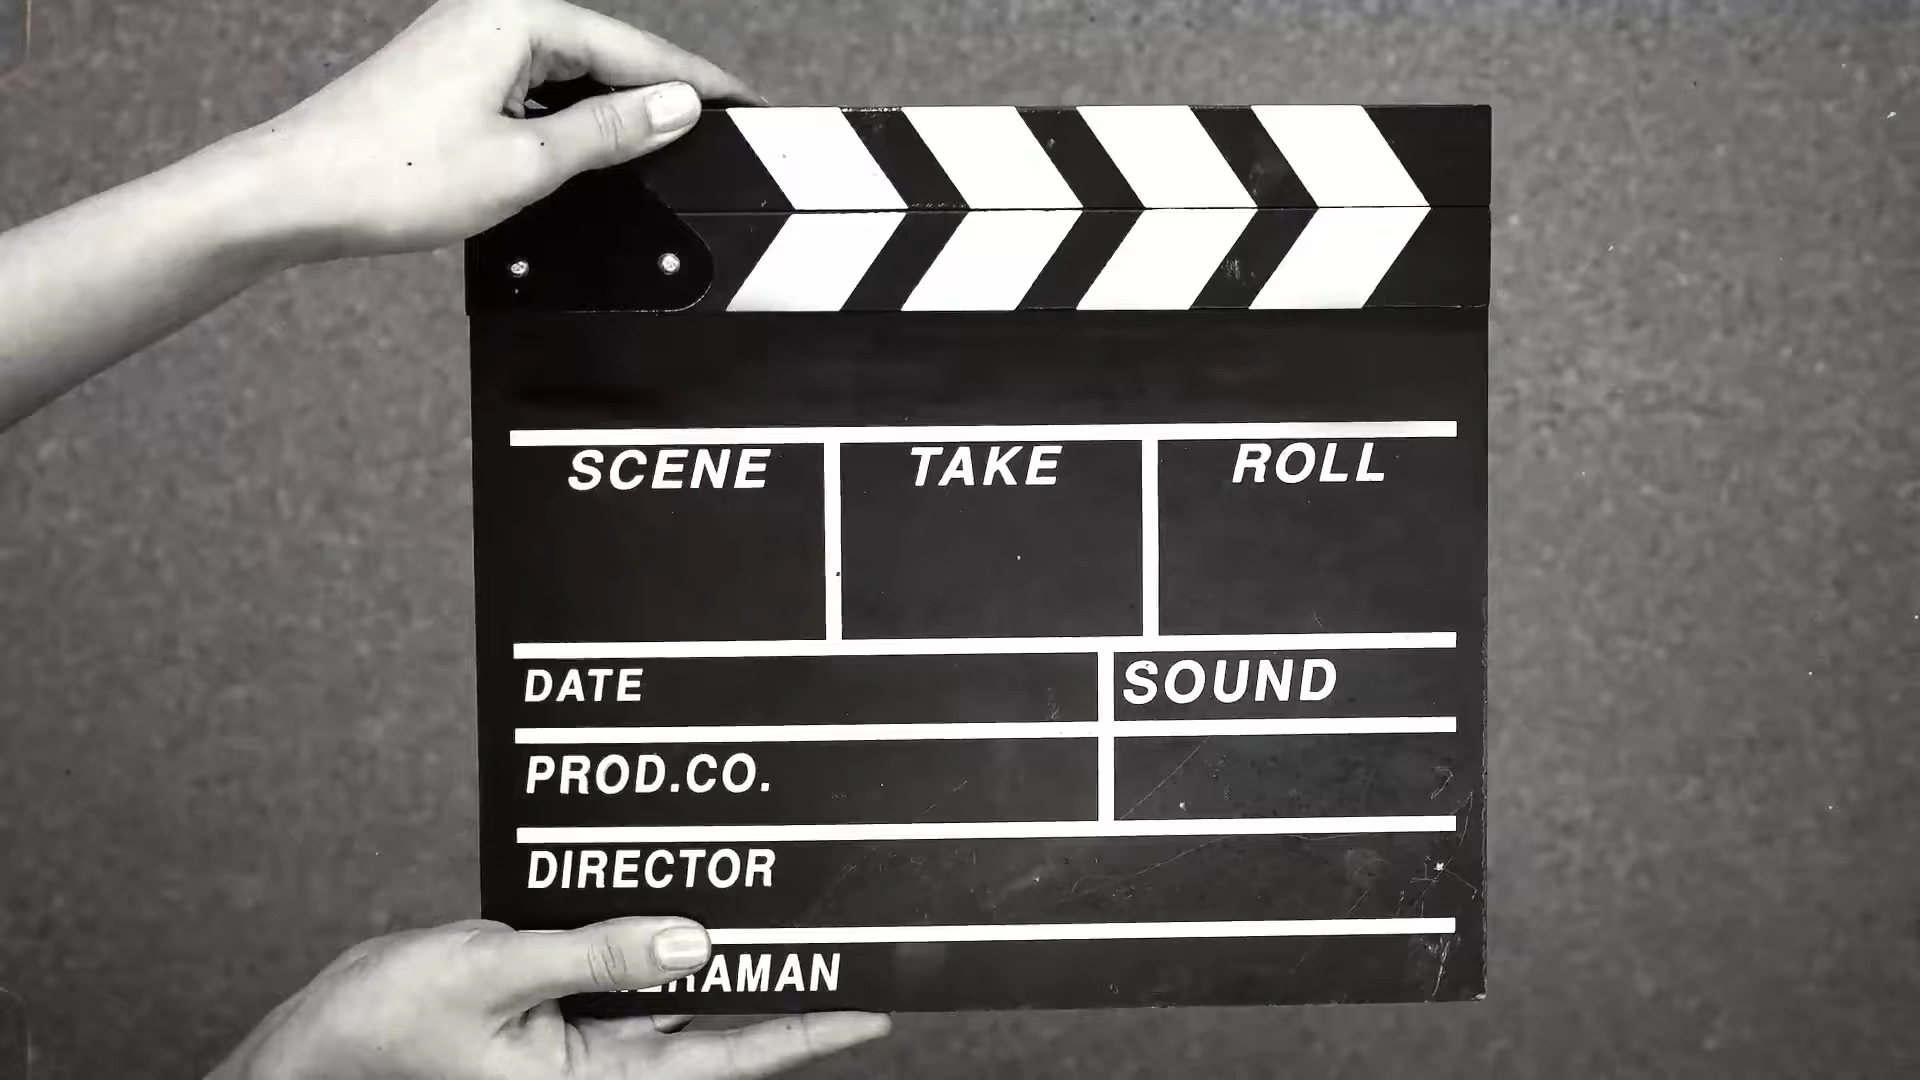 SCENE TAKE ROLL
DATE SOUND
PROD.CO.
DIRECTOR